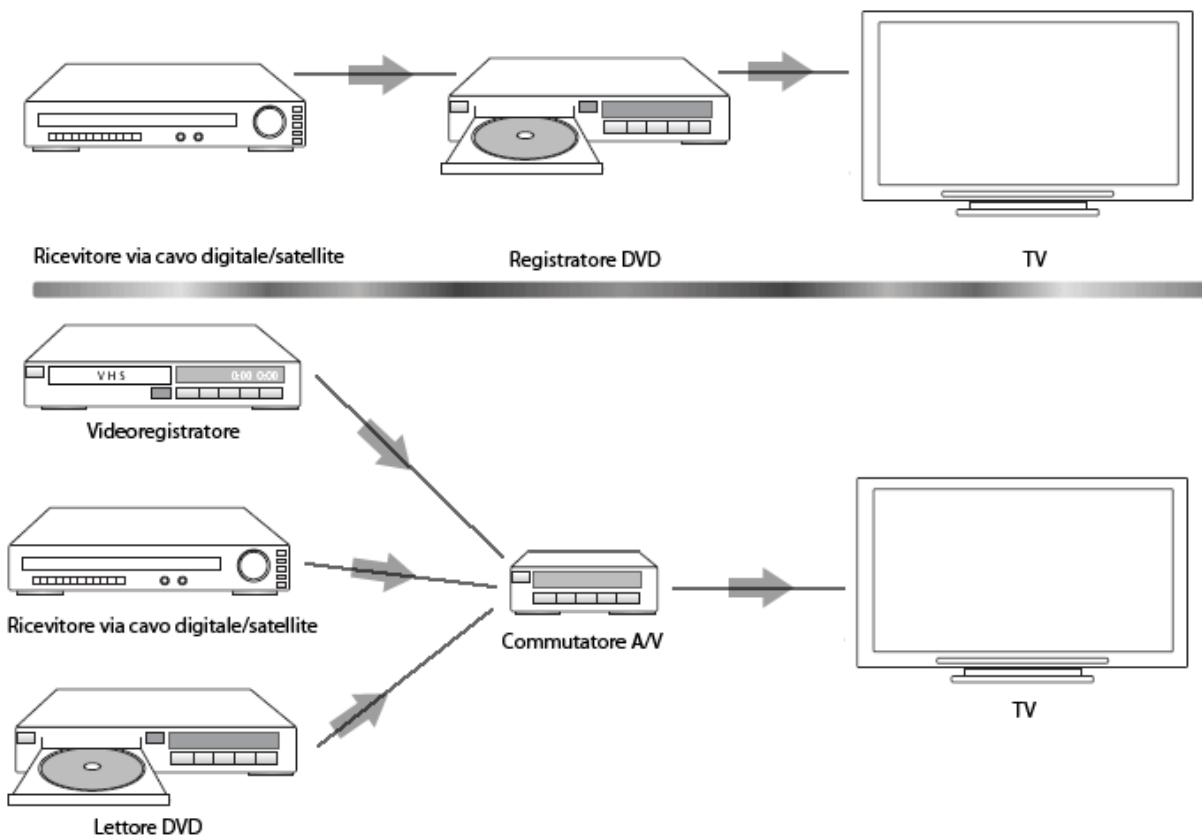 Ricevitore via cavo digitale/satellite
Registratore DVD
TV
VHS
0:00 0:00
Videoregistratore
Ricevitore via cavo digitale/satellite
Commutatore A/V
TV
Lettore DVD